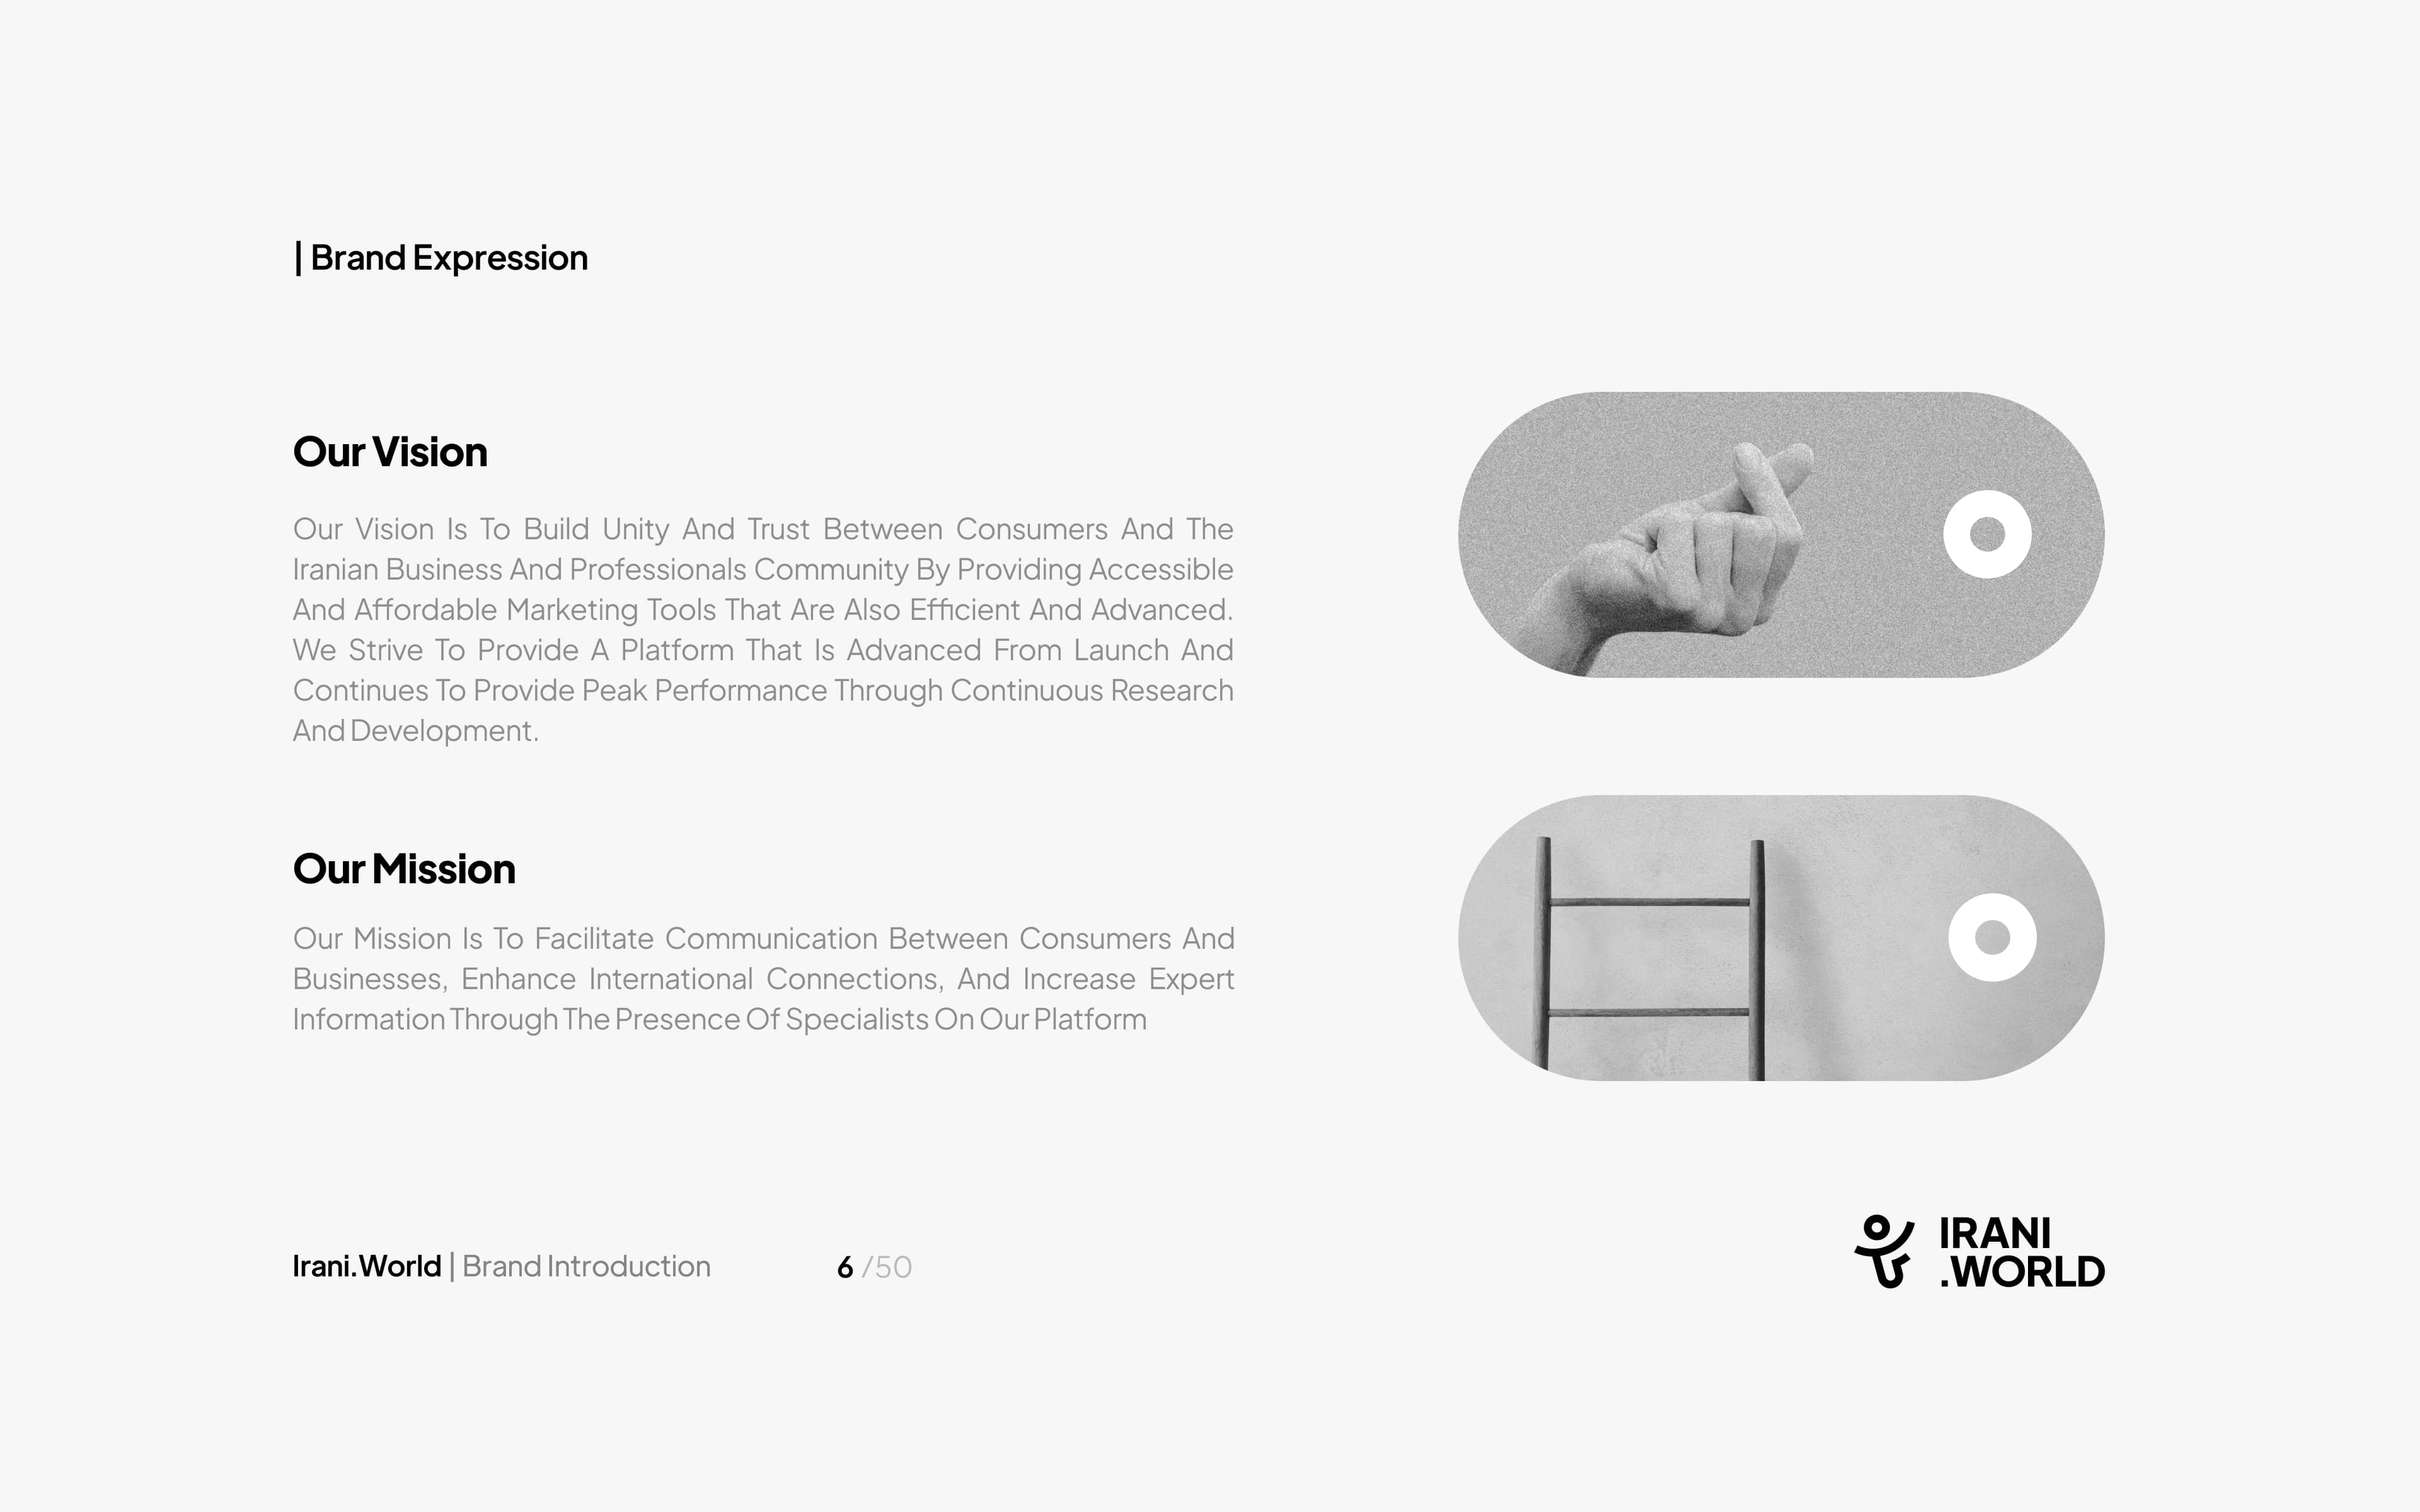 | Brand Expression
Our Vision
Our Vision Is To Build Unity And Trust Between Consumers And The
Iranian Business And Professionals Community By Providing Accessible
And Affordable Marketing Tools That Are Also Efficient And Advanced.
We Strive To Provide A Platform That Is Advanced From Launch And
Continues To Provide Peak Performance Through Continuous Research
And Development.
Our Mission
Our Mission Is To Facilitate Communication Between Consumers And
Businesses, Enhance International Connections, And Increase Expert
Information Through The Presence Of Specialists On Our Platform
Irani.World | Brand Introduction
6 /50
IRANI
.WORLD